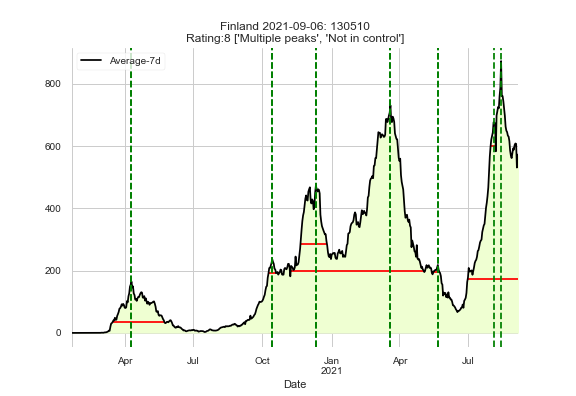 Finland 2021-09-06: 130510
Rating:8 ['Multiple peaks', 'Not in control']
Average-7d
800
600
400
200
0
Apr Jul Oct Jan Apr Jul
2021
Date